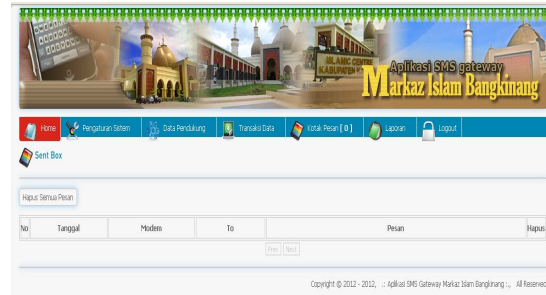 ISLAMIC CENTRE
KABUPATEN
Aplikasi SMS gateway
Markaz Islam Bangkinang
Home Pengaturan Sistem Data Pendukung Transaksi Data Kotak Pesan [ 0 ] Laporan Logout
Sent Box
Hapus Semua Pesan
No Tanggal Modem To Pesan Hapus
Prev Next
Copyright © 2012 - 2012, .: Aplikasi SMS Gateway Markaz Islam Bangkinang :., All Reserved